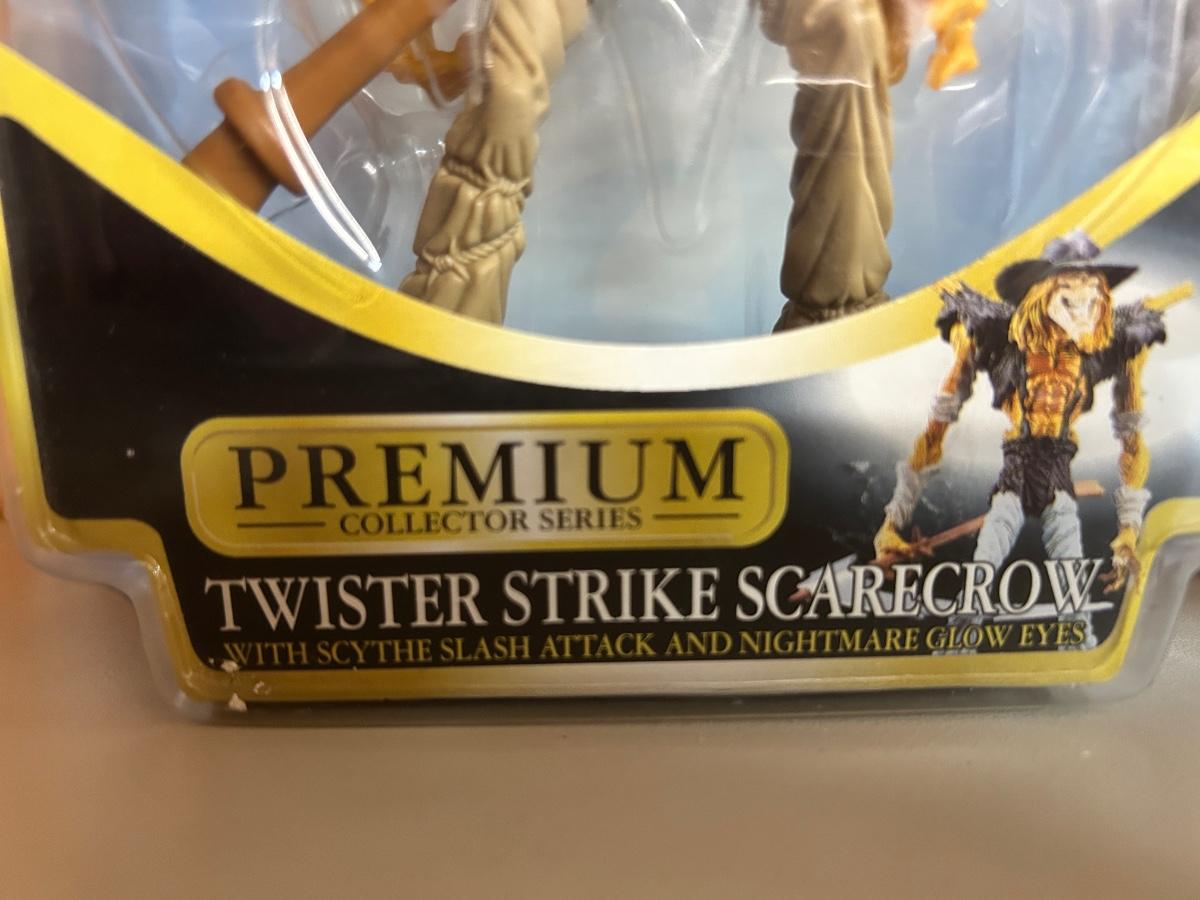 PREMIUM
COLLECTOR SERIES
TWISTER STRIKE SCARECROW
WITH SCYTHE SLASH ATTACK AND NIGHTMARE GLOW EYES